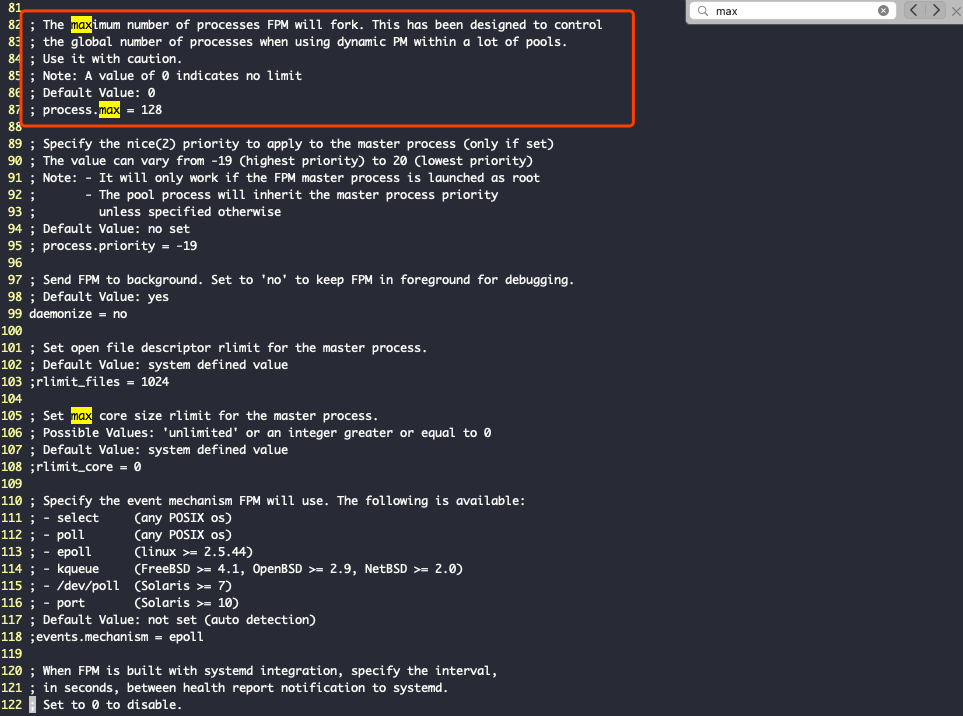 max
81
82 ; The maximum number of processes FPM will fork. This has been designed to control
83 ; the global number of processes when using dynamic PM within a lot of pools.
84 ; Use it with caution.
85 ; Note: A value of 0 indicates no limit
86 ; Default Value: 0
87 ; process.max = 128
88
89 ; Specify the nice(2) priority to apply to the master process (only if set)
90 ; The value can vary from -19 (highest priority) to 20 (lowest priority)
91 ; Note: - It will only work if the FPM master process is launched as root
92 ;       - The pool process will inherit the master process priority
93 ;         unless specified otherwise
94 ; Default Value: no set
95 ; process.priority = -19
96
97 ; Send FPM to background. Set to 'no' to keep FPM in foreground for debugging.
98 ; Default Value: yes
99 daemonize = no
100
101 ; Set open file descriptor rlimit for the master process.
102 ; Default Value: system defined value
103 ;rlimit_files = 1024
104
105 ; Set max core size rlimit for the master process.
106 ; Possible Values: 'unlimited' or an integer greater or equal to 0
107 ; Default Value: system defined value
108 ;rlimit_core = 0
109
110 ; Specify the event mechanism FPM will use. The following is available:
111 ; - select     (any POSIX os)
112 ; - poll       (any POSIX os)
113 ; - epoll      (linux >= 2.5.44)
114 ; - kqueue     (FreeBSD >= 4.1, OpenBSD >= 2.9, NetBSD >= 2.0)
115 ; - /dev/poll  (Solaris >= 7)
116 ; - port       (Solaris >= 10)
117 ; Default Value: not set (auto detection)
118 ;events.mechanism = epoll
119
120 ; When FPM is built with systemd integration, specify the interval,
121 ; in seconds, between health report notification to systemd.
122 ; Set to 0 to disable.